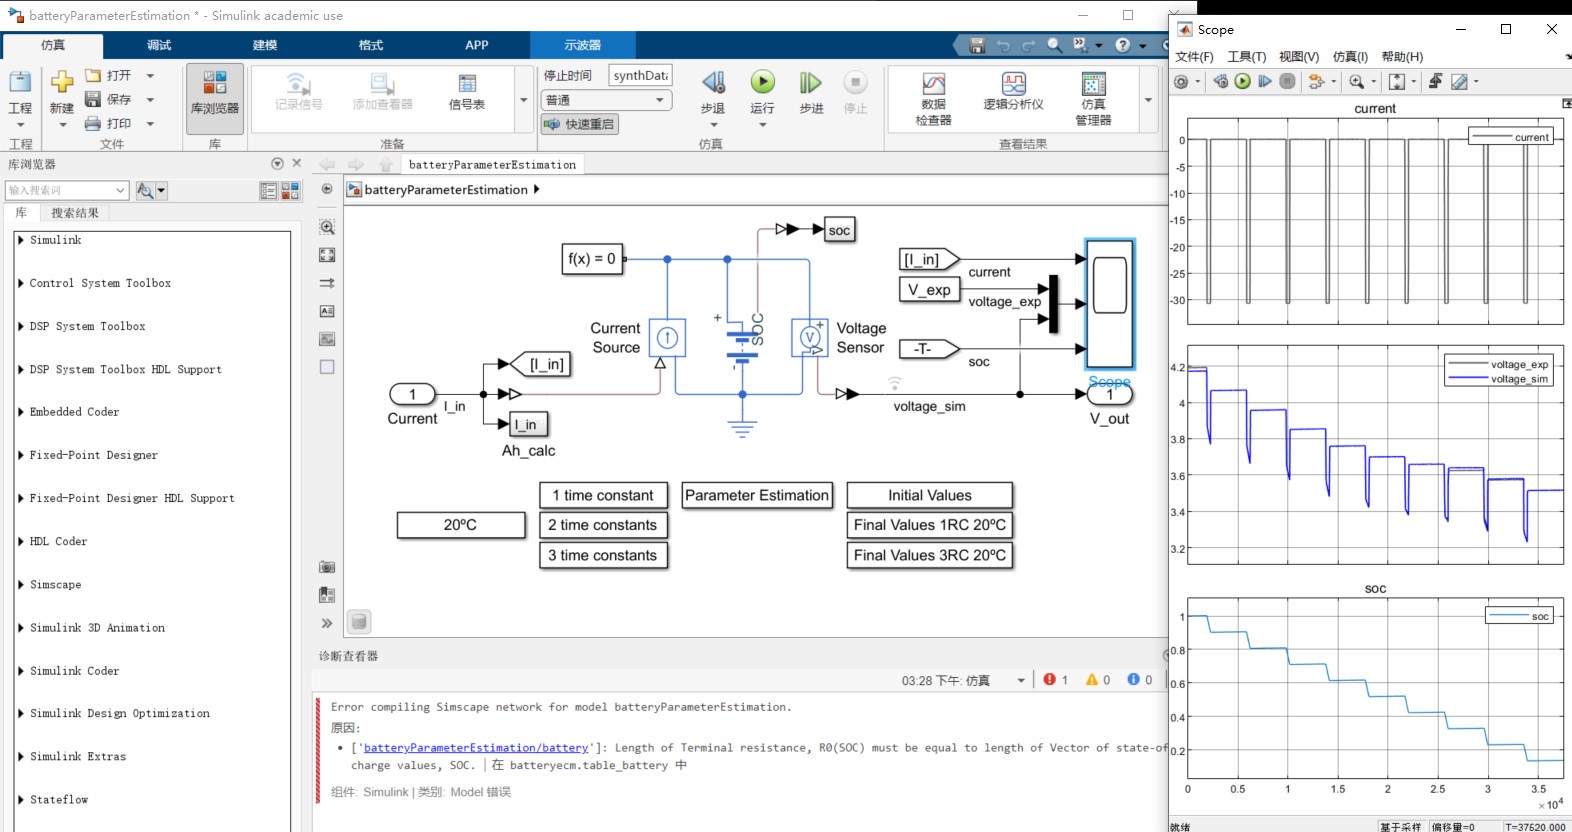 batteryParameterEstimation * - Simulink academic use
仿真 调试 建模 格式 APP 示波器
工程
新建
打开
保存
打印
库浏览器
记录信号
添加查看器
信号表
停止时间 synthData
普通
快速重启
步退
运行
步进
停止
数据
检查器
逻辑分析仪
仿真
管理器
工程 文件 库 准备 仿真 查看结果
库浏览器
输入搜索词
库 搜索结果
Simulink
Control System Toolbox
DSP System Toolbox
DSP System Toolbox HDL Support
Embedded Coder
Fixed-Point Designer
Fixed-Point Designer HDL Support
HDL Coder
Simscape
Simulink 3D Animation
Simulink Coder
Simulink Design Optimization
Simulink Extras
Stateflow
batteryParameterEstimation
batteryParameterEstimation
soc
f(x) = 0
[I_in]
current
V_exp
voltage_exp
-T-
soc
Current
Source
SOC
Voltage
Sensor
V
[I_in]
1
Current
I_in
I_in
Ah_calc
voltage_sim
Scope
1
V_out
1 time constant
Parameter Estimation
Initial Values
20ºC
2 time constants
Final Values 1RC 20ºC
3 time constants
Final Values 3RC 20ºC
诊断查看器
03:28 下午: 仿真 1 0 0
Error compiling Simscape network for model batteryParameterEstimation.
原因:
• ['batteryParameterEstimation/battery']: Length of Terminal resistance, R0(SOC) must be equal to length of Vector of state-of
charge values, SOC. | 在 batteryecm.table_battery 中
组件: Simulink | 类别: Model 错误
Scope
文件(F) 工具(T) 视图(V) 仿真(I) 帮助(H)
current
current
0
-5
-10
-15
-20
-25
-30
voltage_exp
voltage_sim
4.2
4
3.8
3.6
3.4
3.2
soc
soc
1
0.8
0.6
0.4
0.2
0 0.5 1 1.5 2 2.5 3 3.5
×10⁴
就绪 基于采样 偏移量=0 T=37520.000